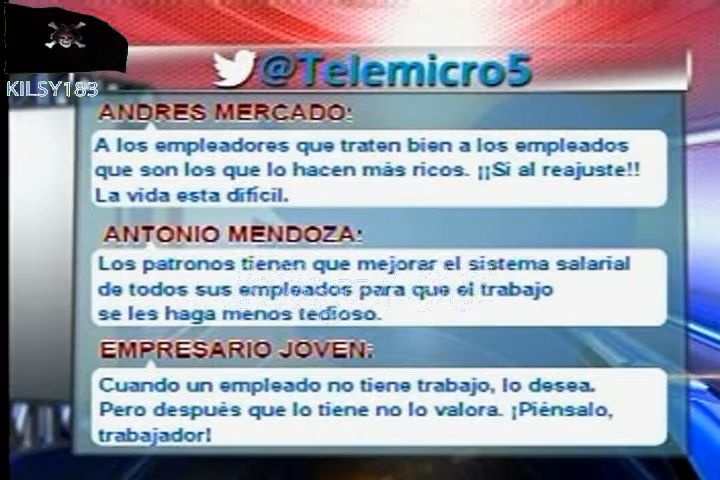 @Telemicro5
KILSY183
ANDRES MERCADO:
A los empleadores que traten bien a los empleados
que son los que lo hacen más ricos. ¡¡Si al reajuste!!
La vida esta difícil.
ANTONIO MENDOZA:
Los patronos tienen que mejorar el sistema salarial
de todos sus empleados para que el trabajo
se les haga menos tedioso.
EMPRESARIO JOVEN:
Cuando un empleado no tiene trabajo, lo desea.
Pero después que lo tiene no lo valora. ¡Piénsalo,
trabajador!